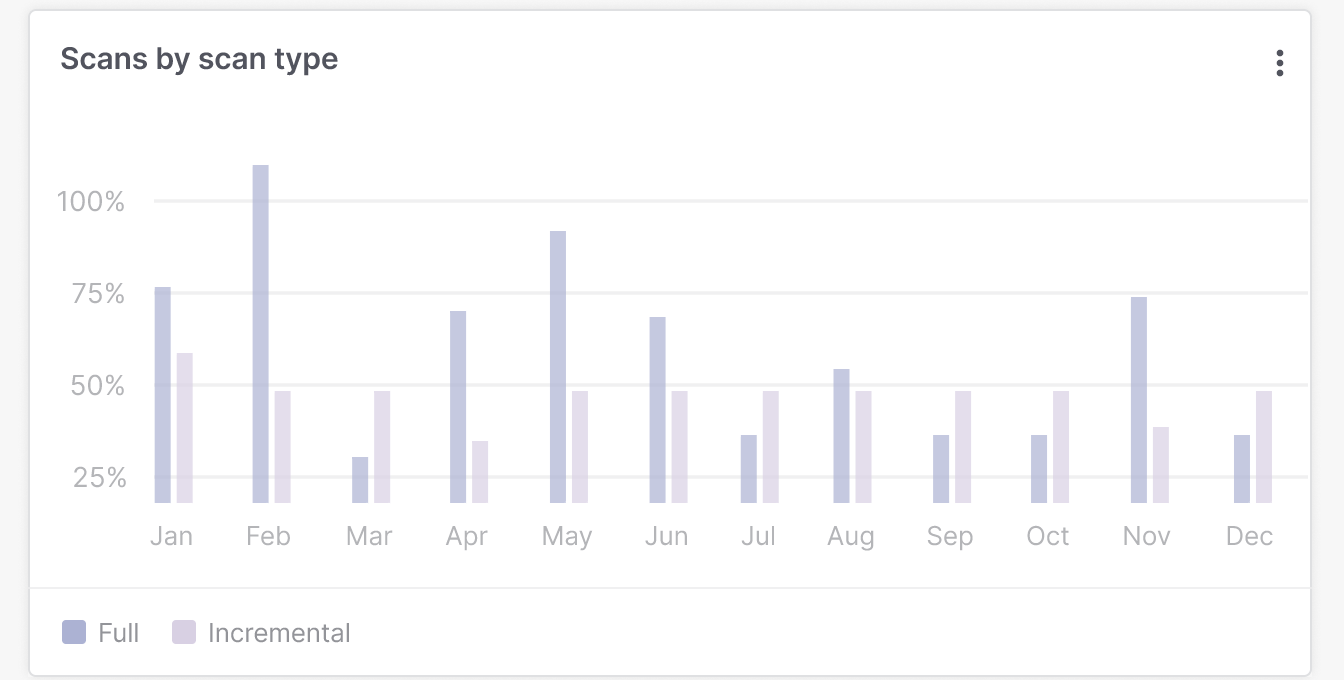 Scans by scan type
100%
75%
50%
25%
Jan Feb Mar Apr May Jun Jul Aug Sep Oct Nov Dec
Full Incremental